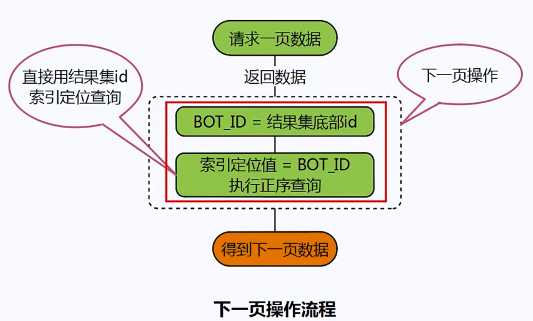 请求一页数据
直接用结果集id
索引定位查询
返回数据
下一页操作
BOT_ID = 结果集底部id
索引定位值 = BOT_ID
执行正序查询
得到下一页数据
下一页操作流程